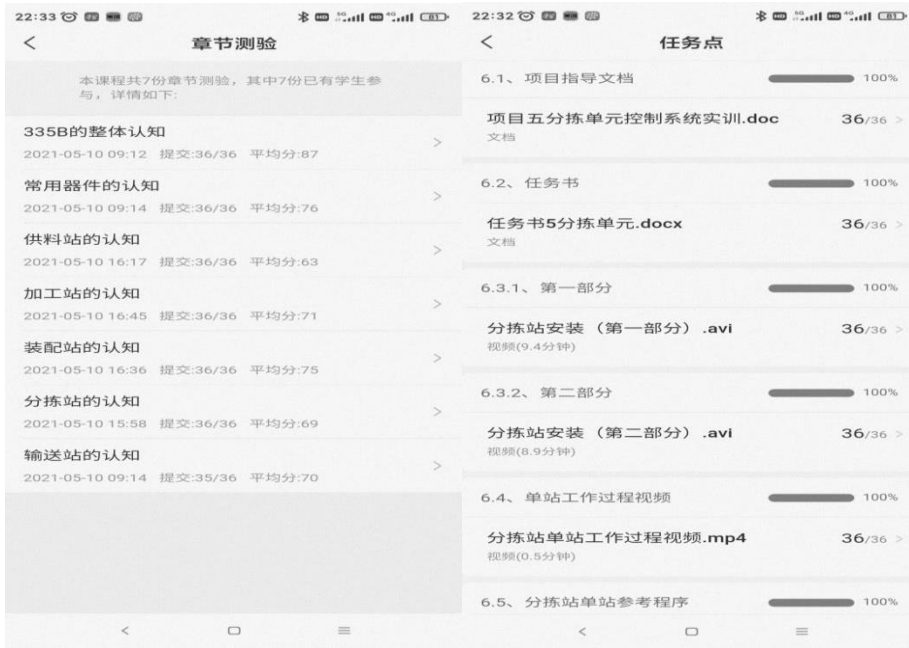 22:33
章节测验
本课程共7份章节测验，其中7份已有学生参
与，详情如下:
335B的整体认知
2021-05-10 09:12 提交:36/36 平均分:87
常用器件的认知
2021-05-10 09:14 提交:36/36 平均分:76
供料站的认知
2021-05-10 16:17 提交:36/36 平均分:63
加工站的认知
2021-05-10 16:45 提交:36/36 平均分:71
装配站的认知
2021-05-10 16:36 提交:36/36 平均分:75
分拣站的认知
2021-05-10 15:58 提交:36/36 平均分:69
输送站的认知
2021-05-10 09:14 提交:35/36 平均分:70
22:32
任务点
6.1、项目指导文档 100%
项目五分拣单元控制系统实训.doc 36/36
文档
6.2、任务书 100%
任务书5分拣单元.docx 36/36
文档
6.3.1、第一部分 100%
分拣站安装（第一部分）.avi 36/36
视频(9.4分钟)
6.3.2、第二部分 100%
分拣站安装（第二部分）.avi 36/36
视频(8.9分钟)
6.4、单站工作过程视频 100%
分拣站单站工作过程视频.mp4 36/36
视频(0.5分钟)
6.5、分拣站单站参考程序 100%